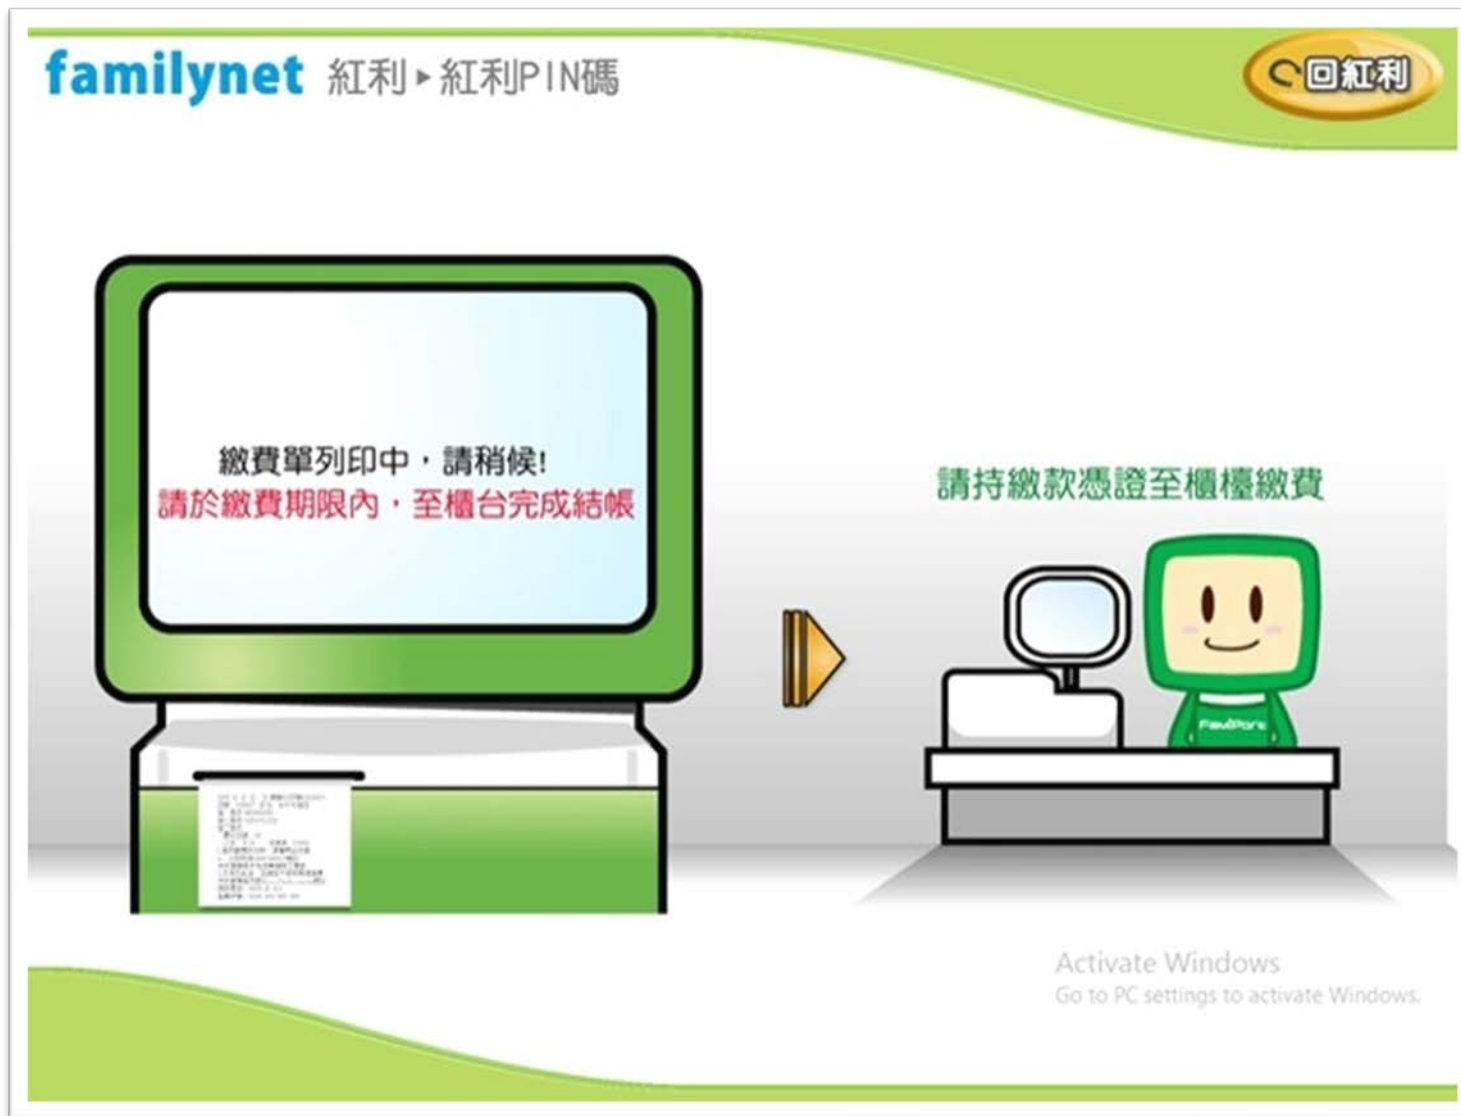 familynet 紅利▸紅利PIN碼
回紅利
繳費單列印中，請稍候!
請於繳費期限內，至櫃台完成結帳
請持繳款憑證至櫃檯繳費
FamiPort
Activate Windows
Go to PC settings to activate Windows.